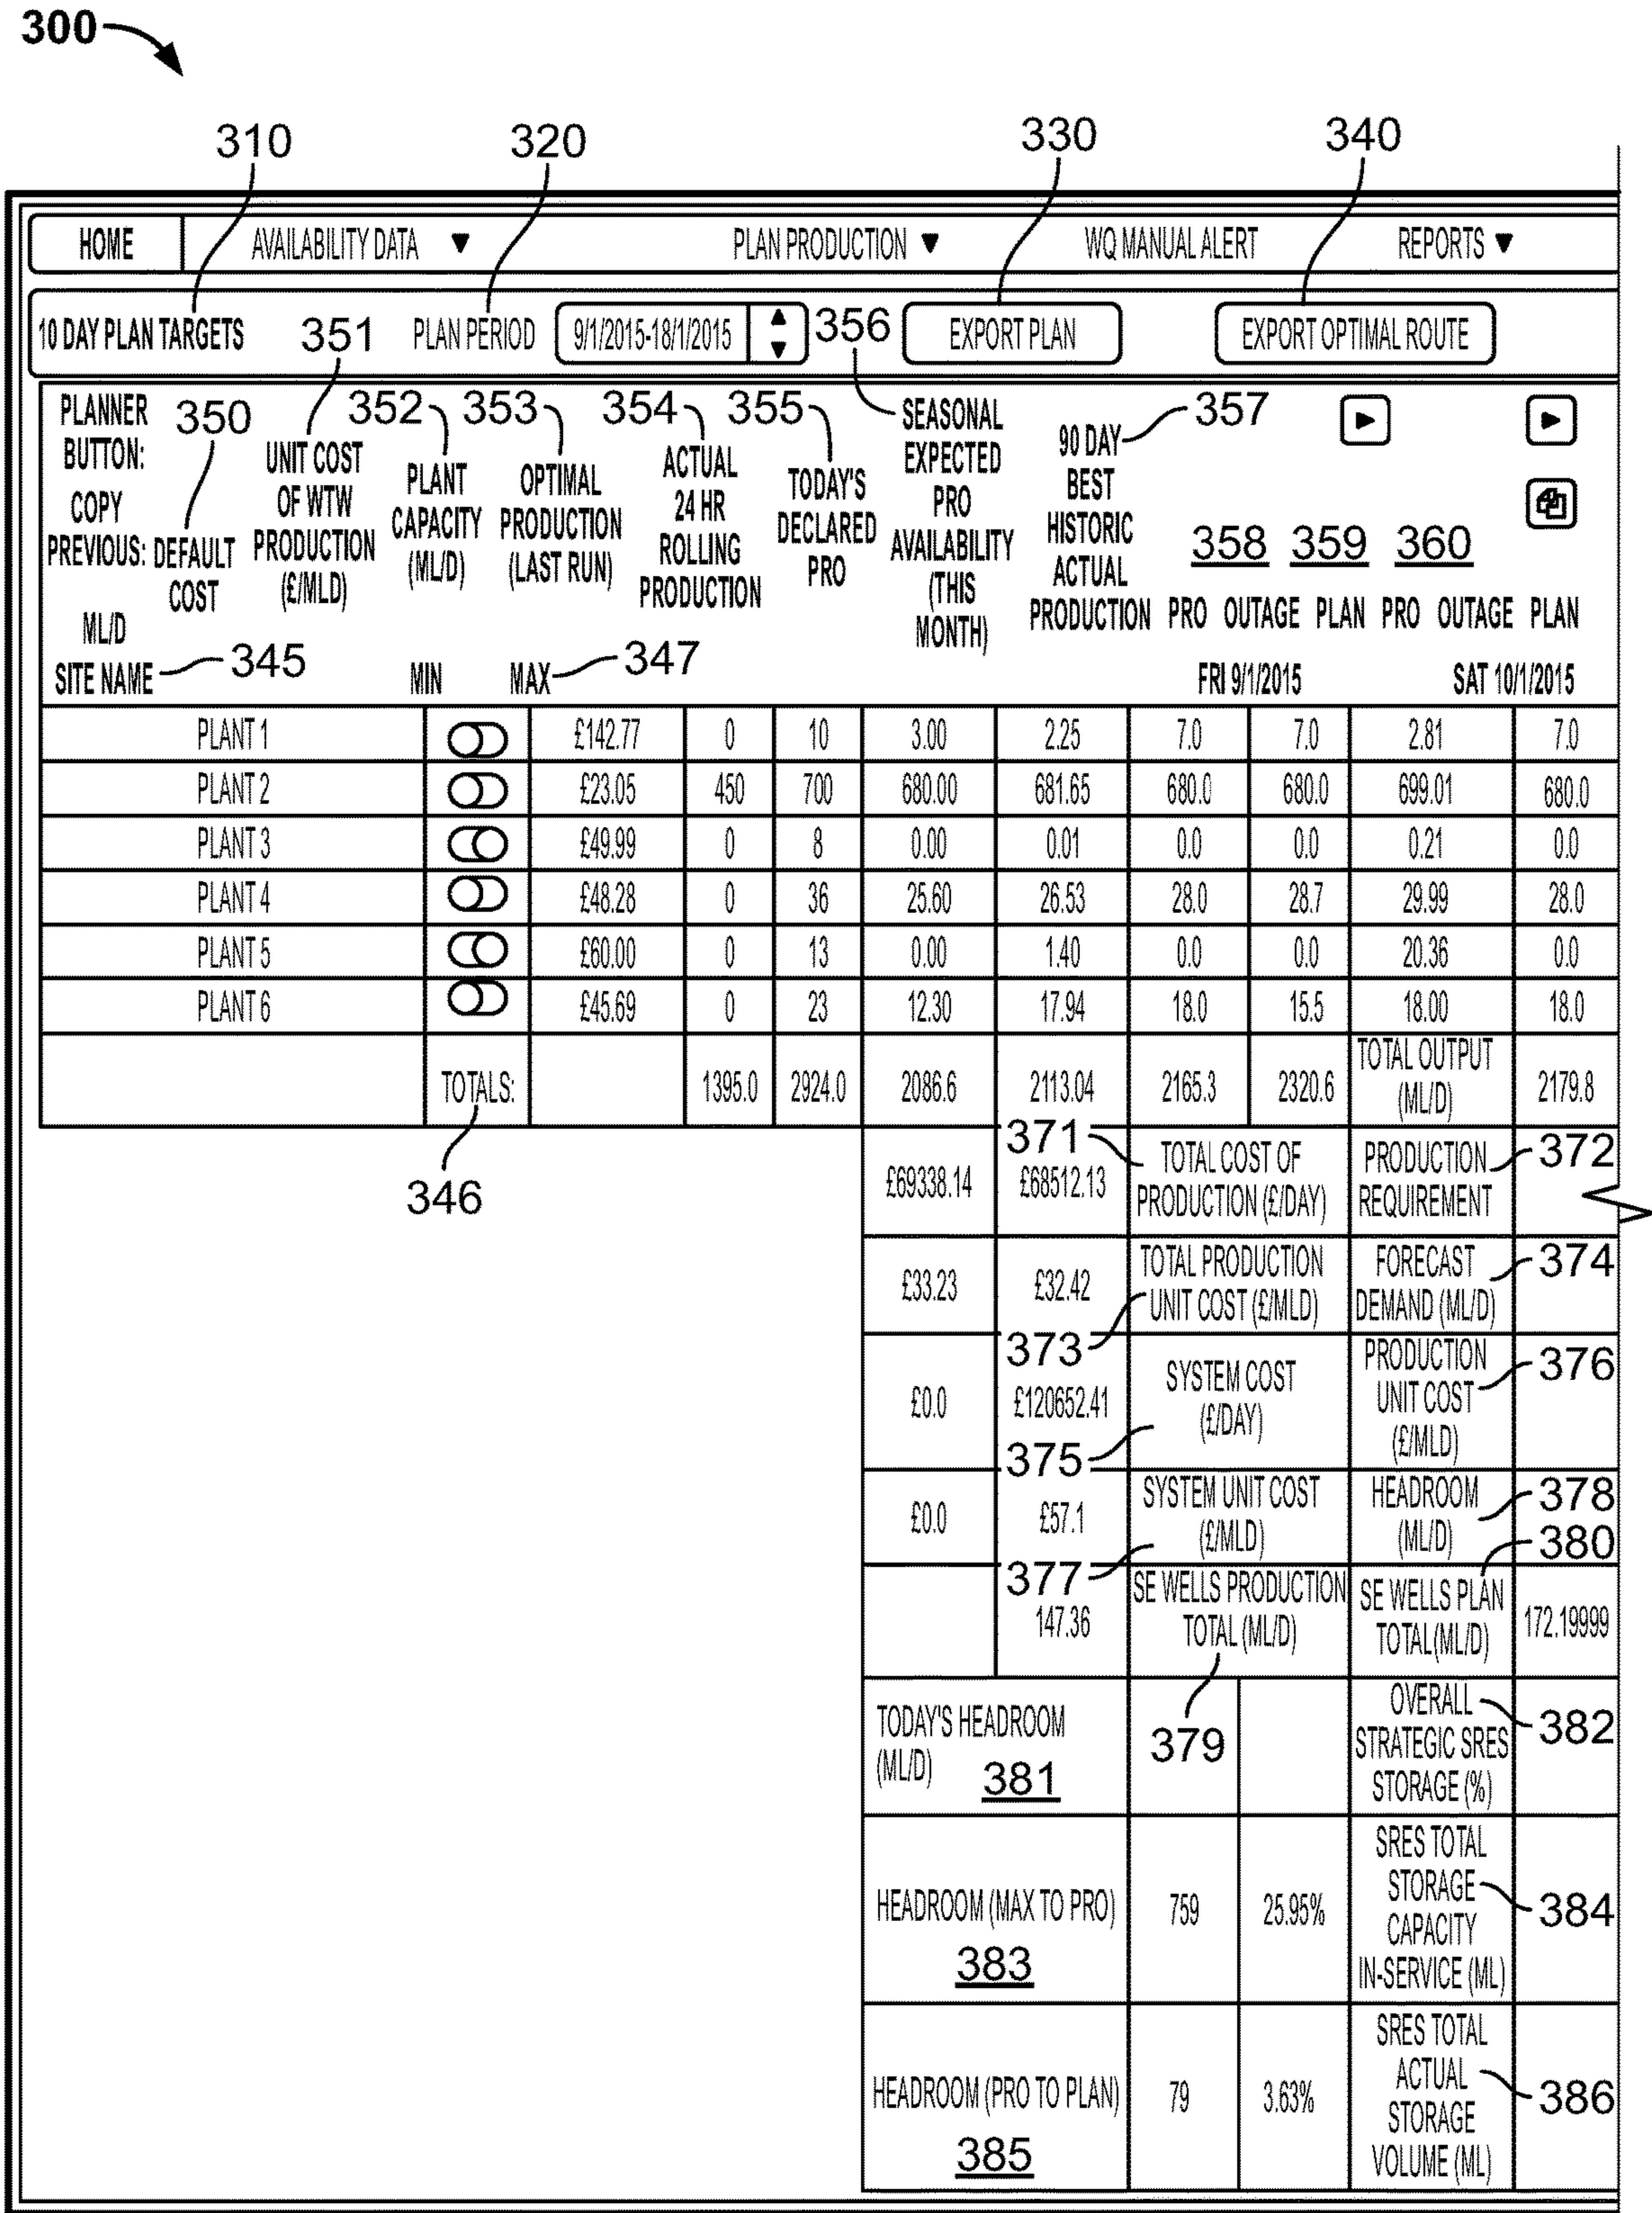 300
310 320 330 340
HOME AVAILABILITY DATA ▼ PLAN PRODUCTION ▼ WQ MANUAL ALERT REPORTS ▼
10 DAY PLAN TARGETS 351 PLAN PERIOD 9/1/2015-18/1/2015 ▲▼ 356 EXPORT PLAN EXPORT OPTIMAL ROUTE
PLANNER
BUTTON:
COPY
PREVIOUS:
ML/D
SITE NAME 345
350
DEFAULT
COST
UNIT COST
OF WTW
PRODUCTION
(£/MLD)
352
PLANT
CAPACITY
(ML/D)
MIN
353
OPTIMAL
PRODUCTION
(LAST RUN)
MAX 347
354
ACTUAL
24 HR
ROLLING
PRODUCTION
355
TODAY'S
DECLARED
PRO
SEASONAL
EXPECTED
PRO
AVAILABILITY
(THIS
MONTH)
90 DAY 357
BEST
HISTORIC
ACTUAL
PRODUCTION
358 359 360
PRO OUTAGE PLAN PRO OUTAGE PLAN
FRI 9/1/2015 SAT 10/1/2015
PLANT 1 £142.77 0 10 3.00 2.25 7.0 7.0 2.81 7.0
PLANT 2 £23.05 450 700 680.00 681.65 680.0 680.0 699.01 680.0
PLANT 3 £49.99 0 8 0.00 0.01 0.0 0.0 0.21 0.0
PLANT 4 £48.28 0 36 25.60 26.53 28.0 28.7 29.99 28.0
PLANT 5 £60.00 0 13 0.00 1.40 0.0 0.0 20.36 0.0
PLANT 6 £45.69 0 23 12.30 17.94 18.0 15.5 18.00 18.0
TOTALS: 1395.0 2924.0 2086.6 2113.04 2165.3 2320.6 TOTAL OUTPUT
(ML/D) 2179.8
346
371
£69338.14 £68512.13 TOTAL COST OF
PRODUCTION (£/DAY)
PRODUCTION 372
REQUIREMENT
£33.23 £32.42 TOTAL PRODUCTION
UNIT COST (£/MLD)
FORECAST 374
DEMAND (ML/D)
373
£0.0 £120652.41 SYSTEM COST
(£/DAY)
PRODUCTION 376
UNIT COST
(£/MLD)
375
£0.0 £57.1 SYSTEM UNIT COST
(£/MLD)
HEADROOM 378
(ML/D) 380
377
147.36 SE WELLS PRODUCTION
TOTAL (ML/D)
SE WELLS PLAN
TOTAL(ML/D) 172.19999
TODAY'S HEADROOM
(ML/D) 381
379
OVERALL 382
STRATEGIC SRES
STORAGE (%)
HEADROOM (MAX TO PRO) 759 25.95%
383
SRES TOTAL
STORAGE 384
CAPACITY
IN-SERVICE (ML)
HEADROOM (PRO TO PLAN) 79 3.63%
385
SRES TOTAL
ACTUAL 386
STORAGE
VOLUME (ML)